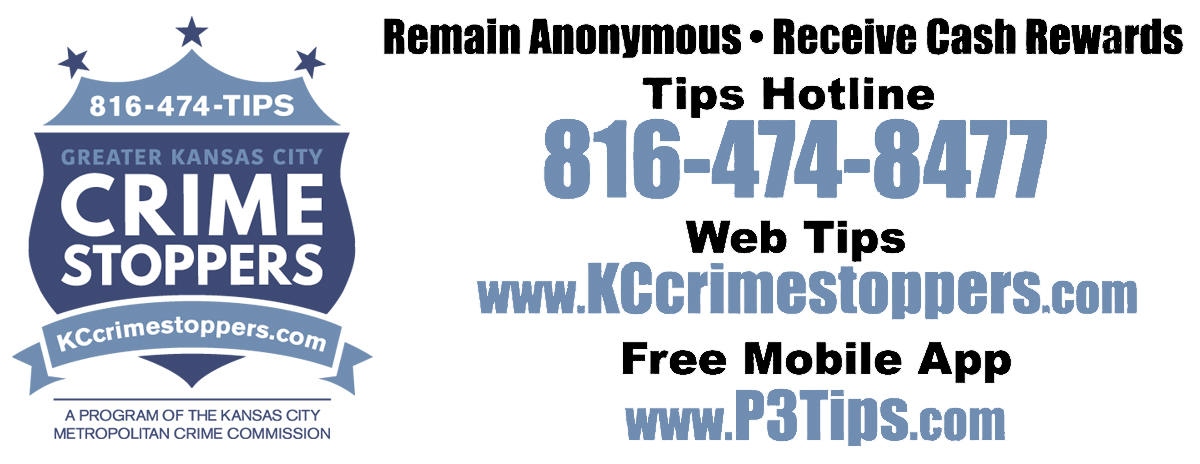 816-474-TIPS
GREATER KANSAS CITY
CRIME
STOPPERS
KCcrimestoppers.com
A PROGRAM OF THE KANSAS CITY
METROPOLITAN CRIME COMMISSION
Remain Anonymous • Receive Cash Rewards
Tips Hotline
816-474-8477
Web Tips
www.KCcrimestoppers.com
Free Mobile App
www.P3Tips.com